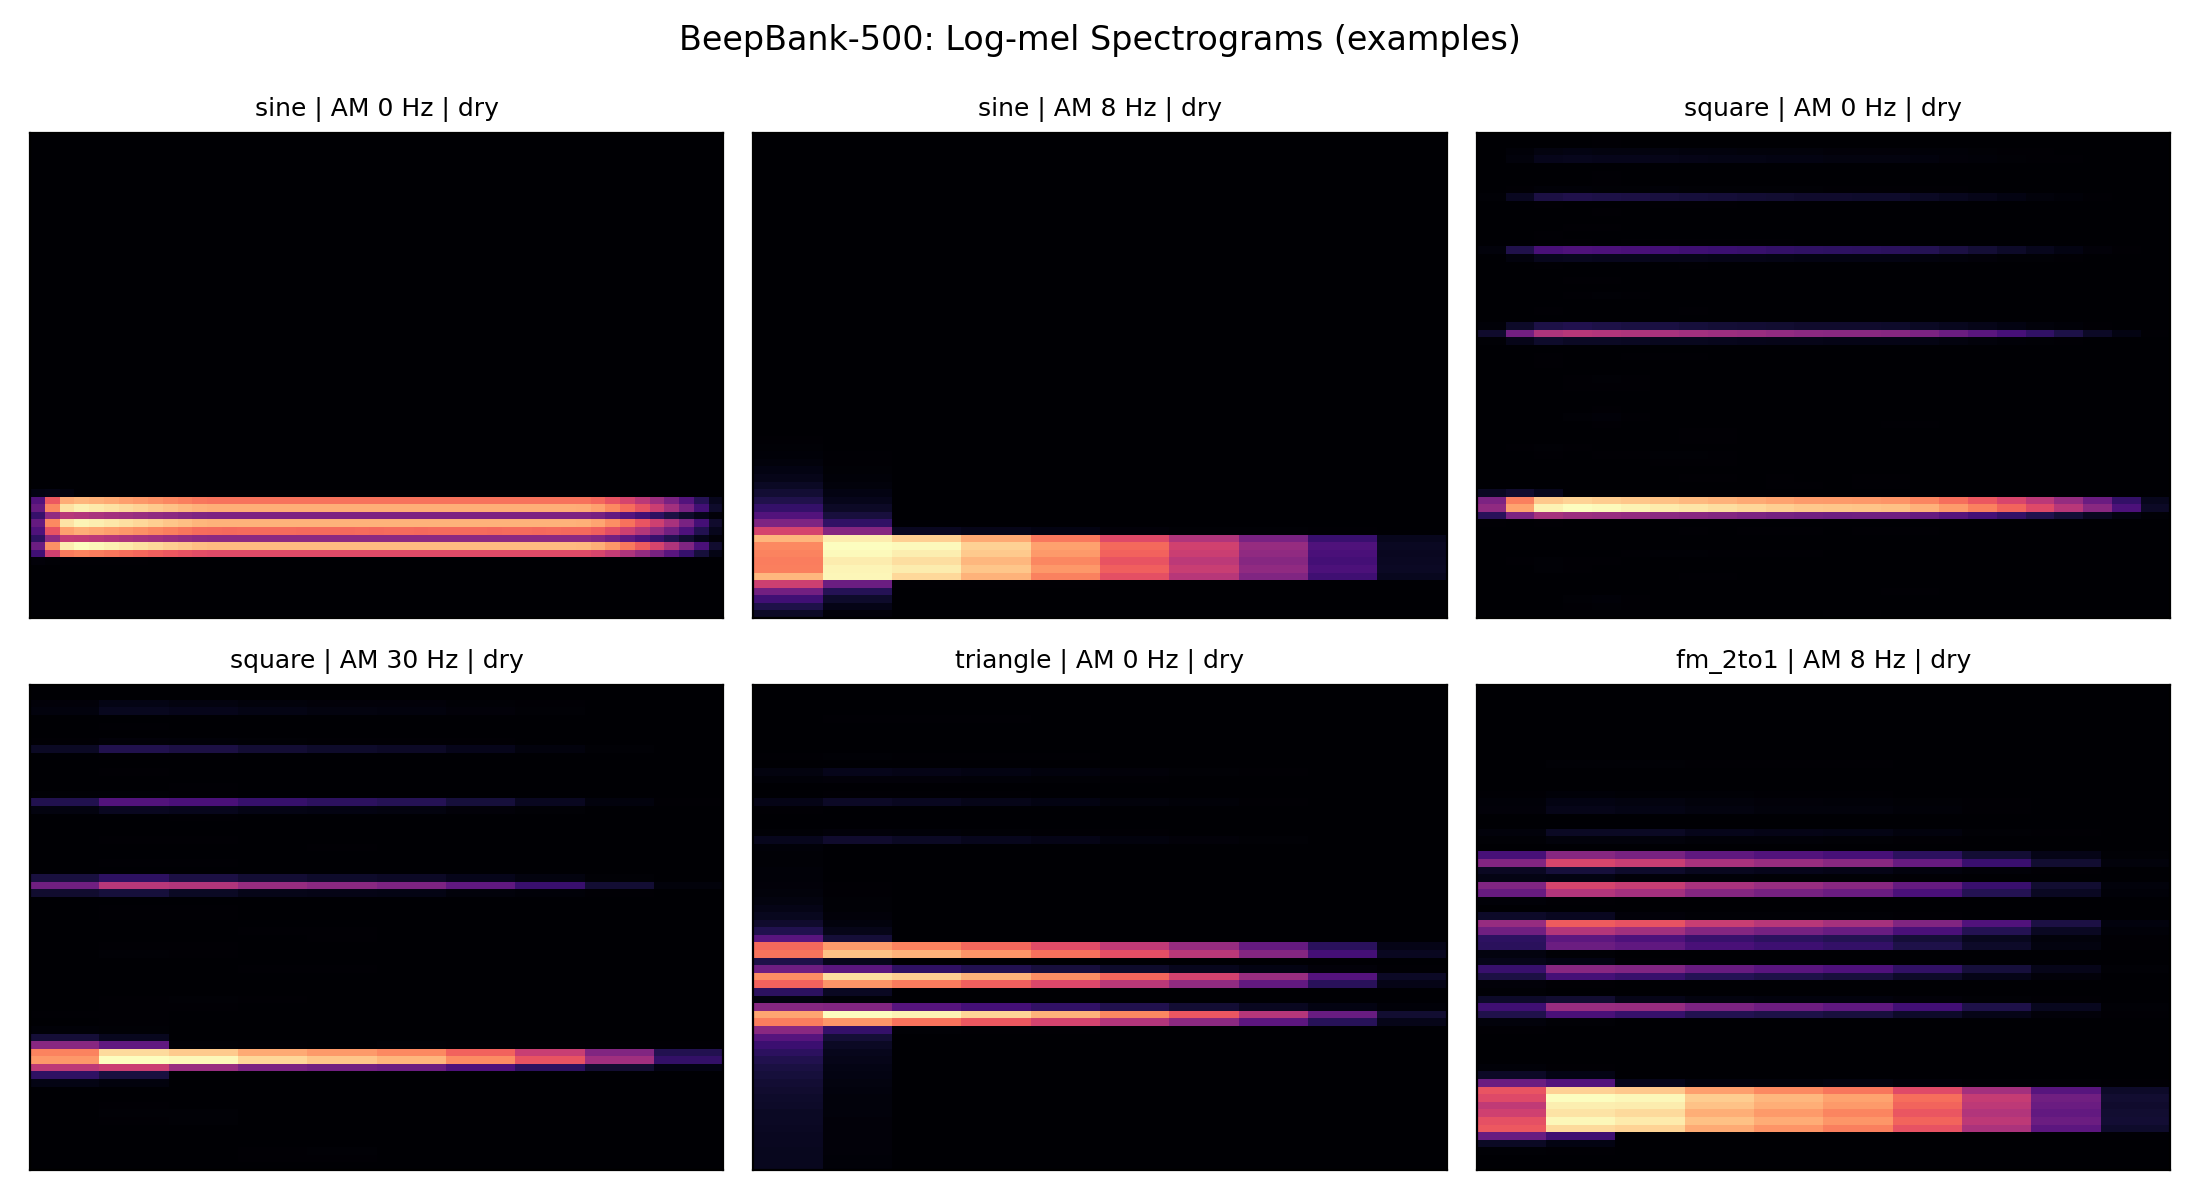 BeepBank-500: Log-mel Spectrograms (examples)
sine | AM 0 Hz | dry
sine | AM 8 Hz | dry
square | AM 0 Hz | dry
square | AM 30 Hz | dry
triangle | AM 0 Hz | dry
fm_2to1 | AM 8 Hz | dry